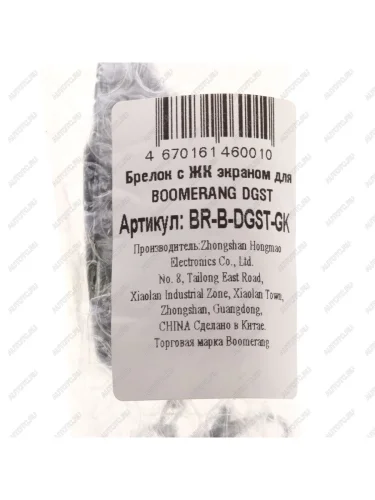 4 670161 460010
Брелок с ЖК экраном для
BOOMERANG DGST
Артикул: BR-B-DGST-GK
Производитель:Zhongshan Hongmao
Electronics Co., Ltd.
No. 8, Tailong East Road,
Xiaolan Industrial Zone, Xiaolan Town,
Zhongshan, Guangdong,
CHINA Сделано в Китае.
Торговая марка Boomerang